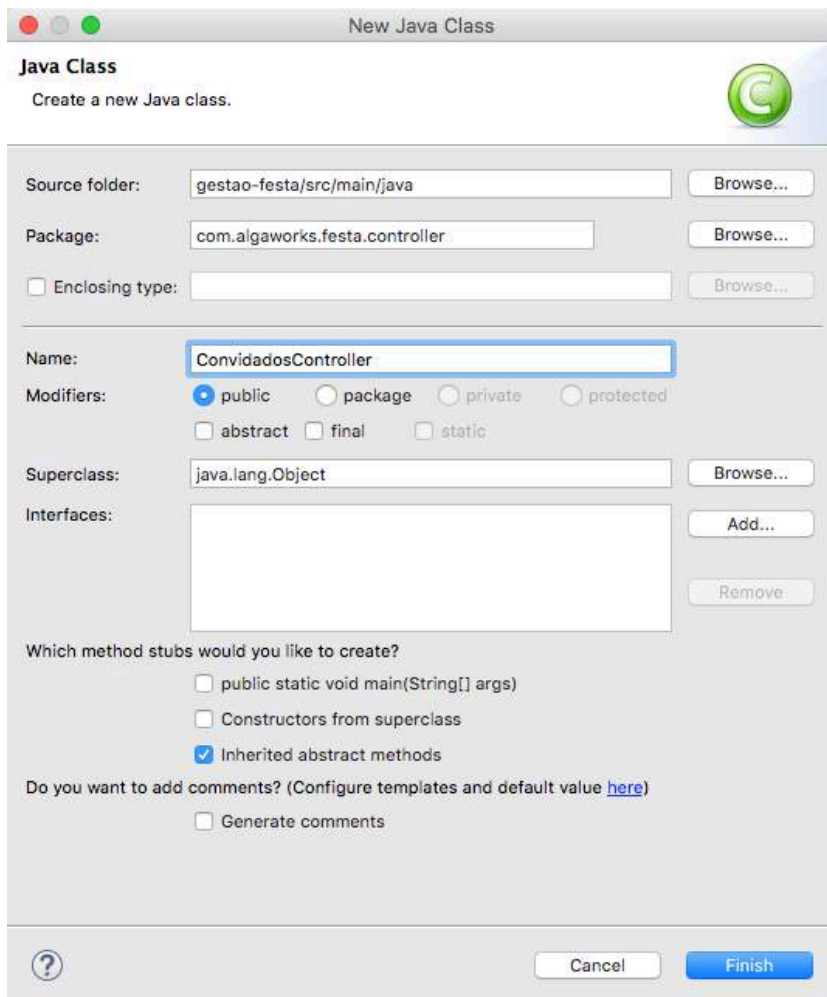 New Java Class
Java Class
Create a new Java class.
C
Source folder: gestao-festa/src/main/java Browse...
Package: com.algaworks.festa.controller Browse...
Enclosing type: Browse...
Name: ConvidadosController
Modifiers: public package private protected
abstract final static
Superclass: java.lang.Object Browse...
Interfaces: Add...
Remove
Which method stubs would you like to create?
public static void main(String[] args)
Constructors from superclass
Inherited abstract methods
Do you want to add comments? (Configure templates and default value here)
Generate comments
? Cancel Finish